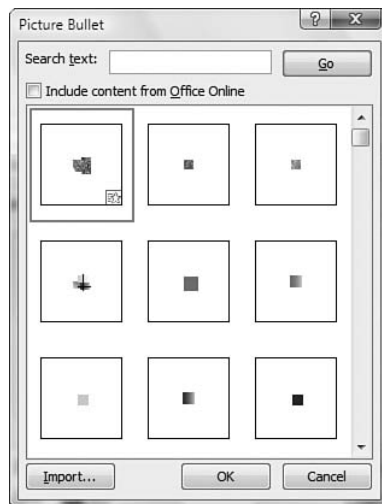 Picture Bullet
Search text:
Go
Include content from Office Online
Import...
OK
Cancel